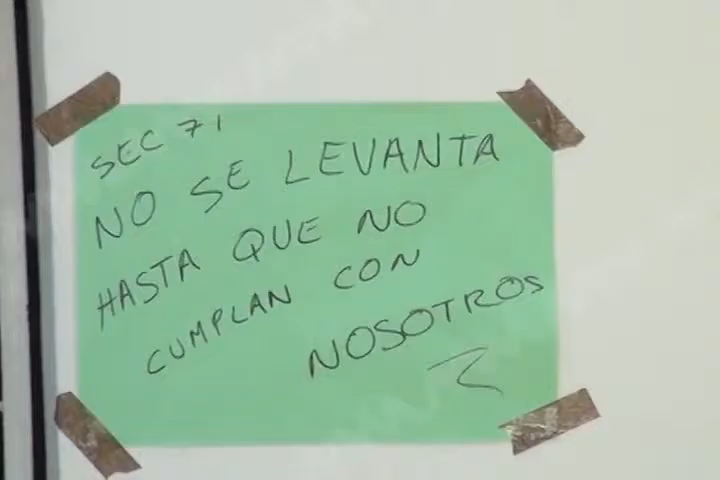 SEC 71
NO SE LEVANTA
HASTA QUE NO
CUMPLAN CON
NOSOTROS